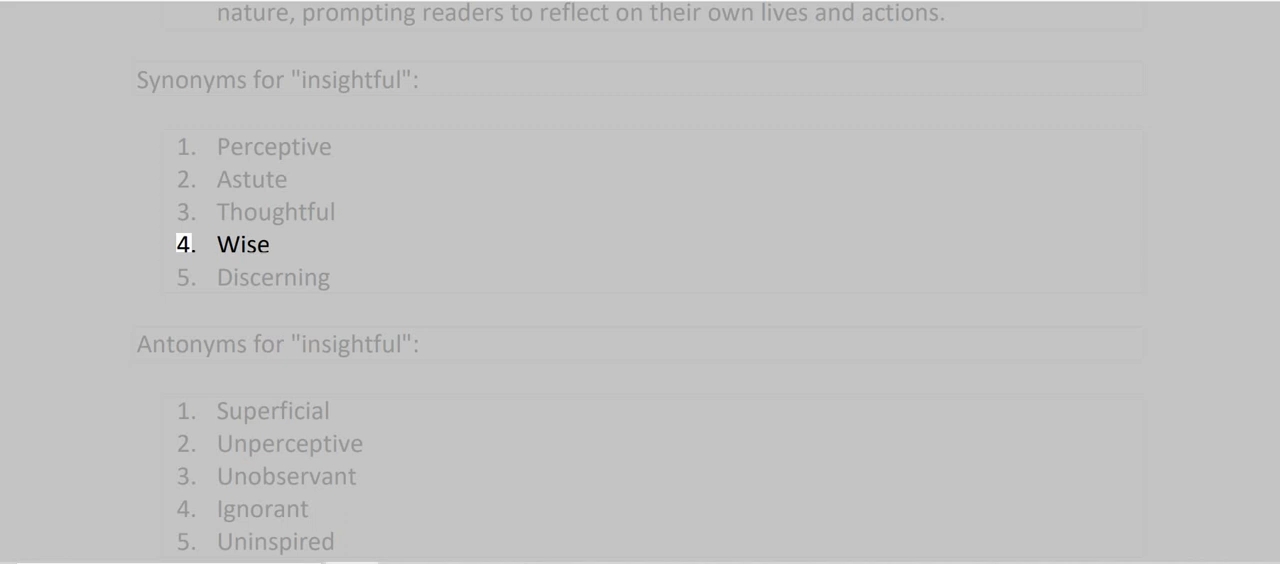 nature, prompting readers to reflect on their own lives and actions.
Synonyms for "insightful":
1. Perceptive
2. Astute
3. Thoughtful
4. Wise
5. Discerning
Antonyms for "insightful":
1. Superficial
2. Unperceptive
3. Unobservant
4. Ignorant
5. Uninspired